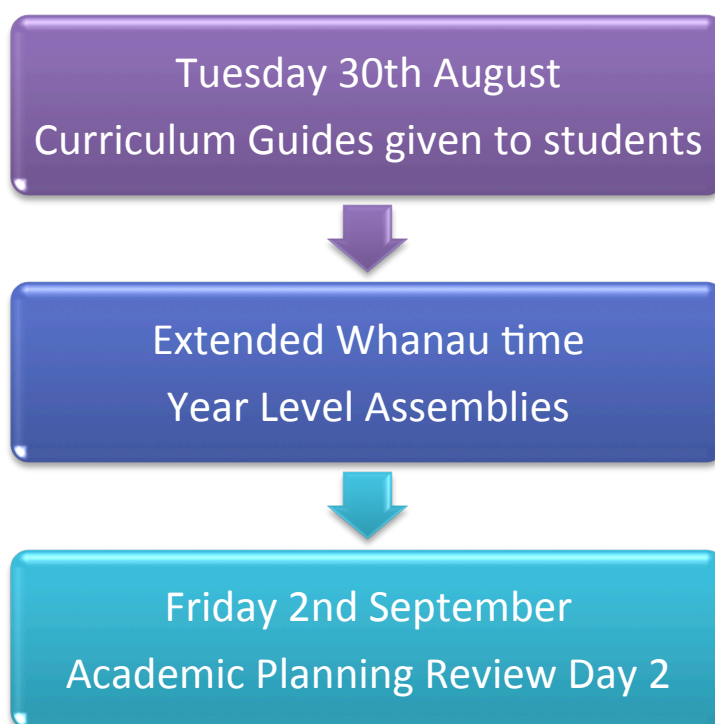 Tuesday 30th August
Curriculum Guides given to students
Extended Whanau time
Year Level Assemblies
Friday 2nd September
Academic Planning Review Day 2